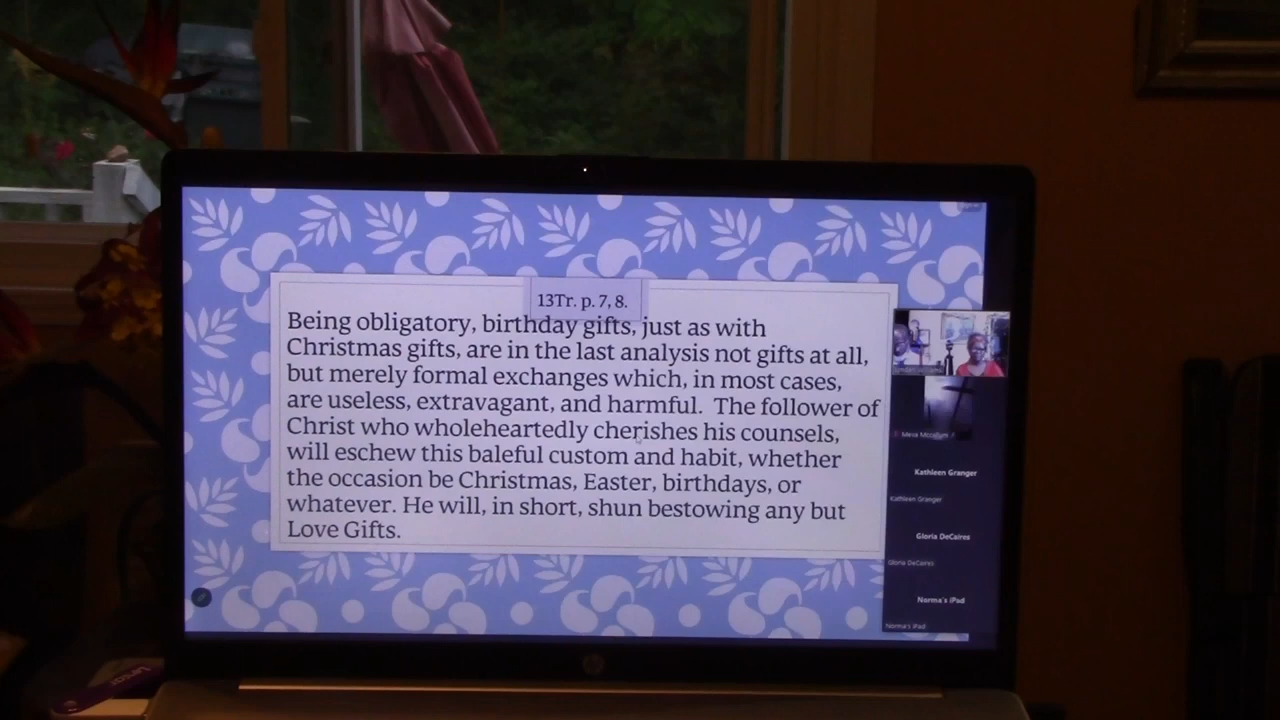 13Tr. p. 7, 8.
Being obligatory, birthday gifts, just as with
Christmas gifts, are in the last analysis not gifts at all,
but merely formal exchanges which, in most cases,
are useless, extravagant, and harmful.  The follower of
Christ who wholeheartedly cherishes his counsels,
will eschew this baleful custom and habit, whether
the occasion be Christmas, Easter, birthdays, or
whatever. He will, in short, shun bestowing any but
Love Gifts.
Kathleen Granger
Kathleen Granger
Gloria DeCaires
Gloria DeCaires
Norma's iPad
Norma's iPad
hp